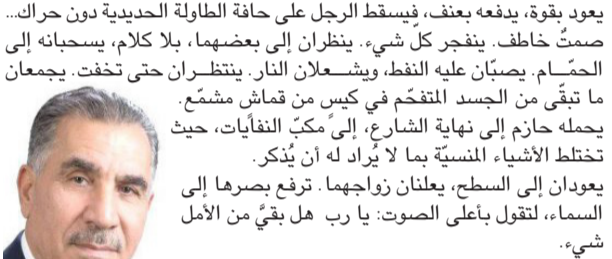 يعود بقوة، يدفعه بعنف، فيسقط الرجل على حافة الطاولة الحديدية دون حراك...
صمتٌ خاطف. ينفجر كلّ شيء. ينظران إلى بعضهما، بلا كلام، يسحبانه إلى
الحمّــام. يصبّان عليه النفط، ويشــعلان النار. ينتظــران حتى تخفت. يجمعان
ما تبقّى من الجسد المتفحّم في كيسٍ من قماشٍ مشمّع.
يحمله حازم إلى نهاية الشارع، إلى مكبّ النفايات، حيث
تختلط الأشياء المنسيّة بما لا يُراد له أن يُذكر.
يعودان إلى السطح، يعلنان زواجهما. ترفع بصرها إلى
السماء، لتقول بأعلى الصوت: يا رب هل بقيَّ من الأمل
شيء.